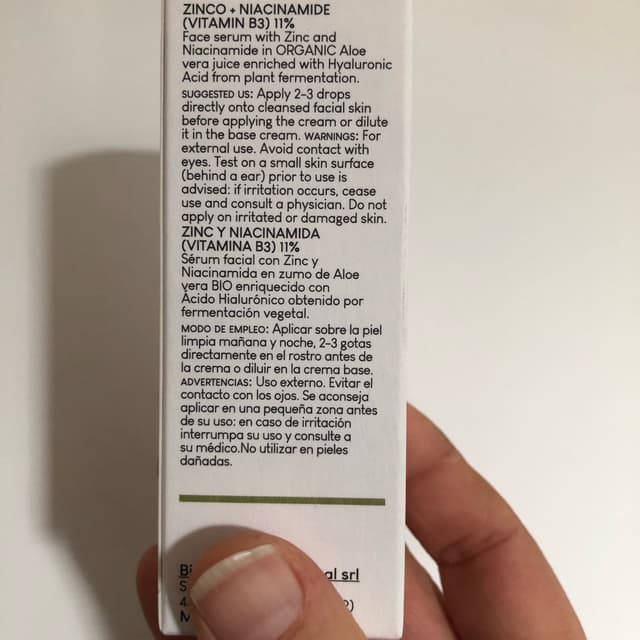 ZINCO + NIACINAMIDE
(VITAMIN B3) 11%
Face serum with Zinc and
Niacinamide in ORGANIC Aloe
vera juice enriched with Hyaluronic
Acid from plant fermentation.
SUGGESTED US: Apply 2-3 drops
directly onto cleansed facial skin
before applying the cream or dilute
it in the base cream. WARNINGS: For
external use. Avoid contact with
eyes. Test on a small skin surface
(behind a ear) prior to use is
advised: if irritation occurs, cease
use and consult a physician. Do not
apply on irritated or damaged skin.
ZINC Y NIACINAMIDA
(VITAMINA B3) 11%
Sérum facial con Zinc y
Niacinamida en zumo de Aloe
vera BIO enriquecido con
Ácido Hialurónico obtenido por
fermentación vegetal.
MODO DE EMPLEO: Aplicar sobre la piel
limpia mañana y noche, 2-3 gotas
directamente en el rostro antes de
la crema o diluir en la crema base.
ADVERTENCIAS: Uso externo. Evitar el
contacto con los ojos. Se aconseja
aplicar en una pequeña zona antes
de su uso: en caso de irritación
interrumpa su uso y consulte a
su médico.No utilizar en pieles
dañadas.
srl